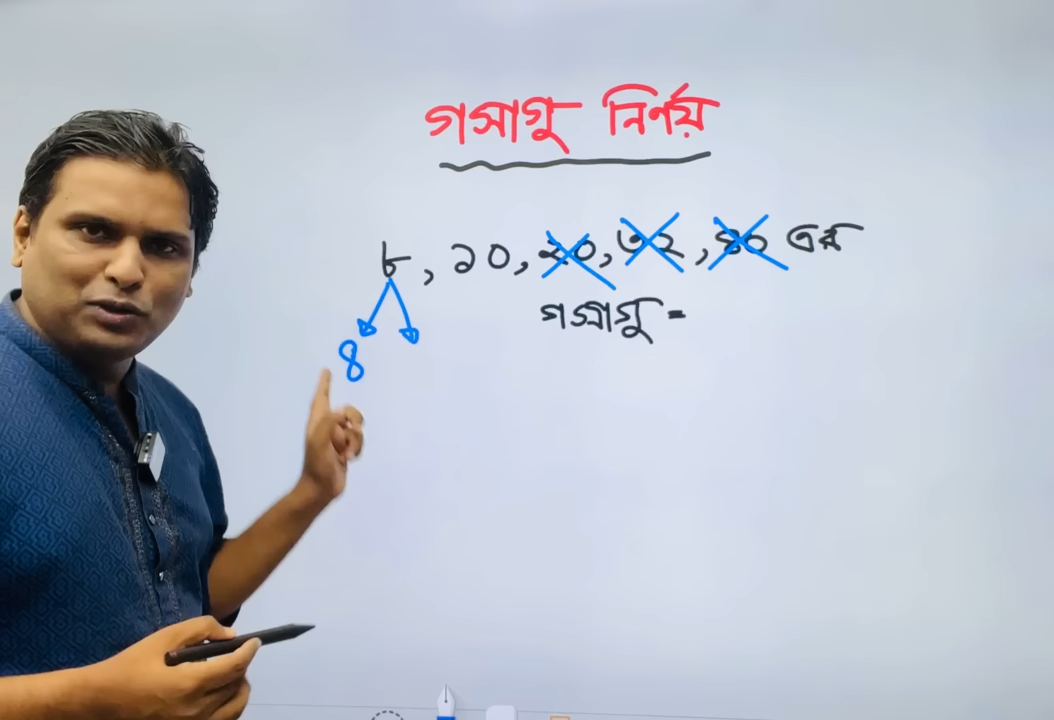 গসাগু নির্ণয়
৮, ১০, ২০, ৩২, ৪০ এর
গসাগু =
৪